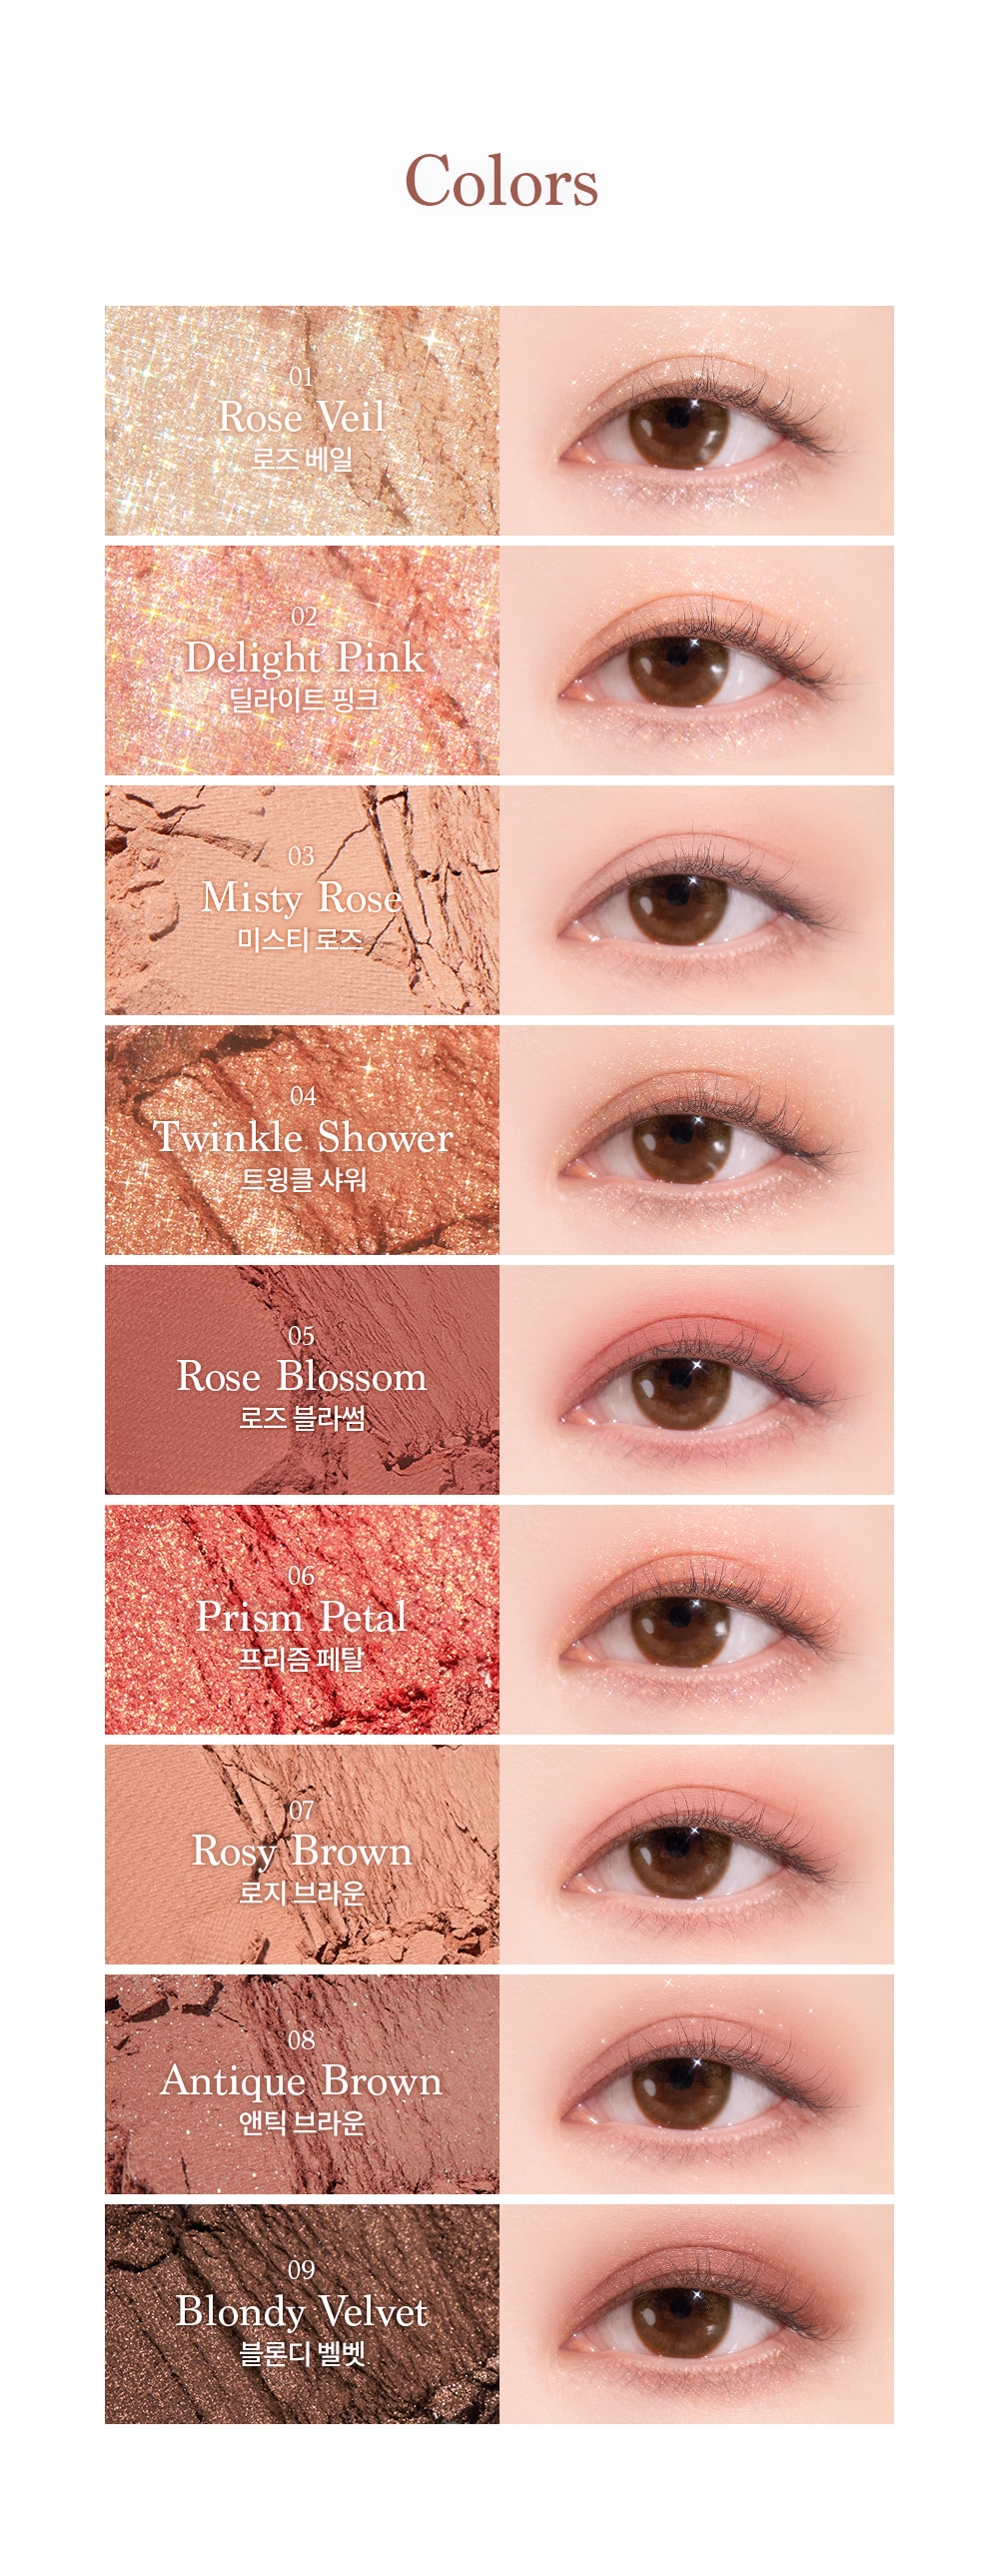 Colors
01
Rose Veil
로즈 베일
02
Delight Pink
딜라이트 핑크
03
Misty Rose
미스티 로즈
04
Twinkle Shower
트윙클 샤워
05
Rose Blossom
로즈 블라썸
06
Prism Petal
프리즘 페탈
07
Rosy Brown
로지 브라운
08
Antique Brown
앤틱 브라운
09
Blondy Velvet
블론디 벨벳